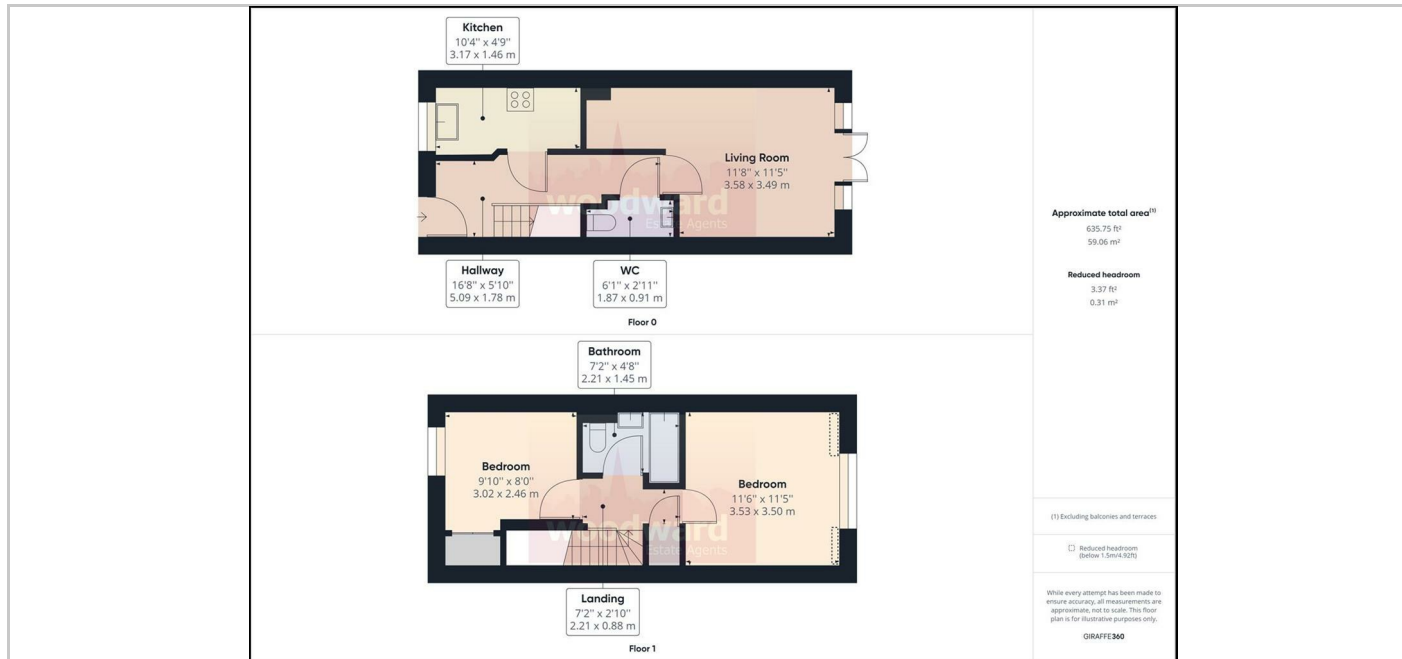 Kitchen
10'4" x 4'9"
3.17 x 1.46 m
Living Room
11'8" x 11'5"
3.58 x 3.49 m
woodward
Estate Agents
Hallway
16'8" x 5'10"
5.09 x 1.78 m
WC
6'1" x 2'11"
1.87 x 0.91 m
Floor 0
Bathroom
7'2" x 4'8"
2.21 x 1.45 m
Bedroom
9'10" x 8'0"
3.02 x 2.46 m
Bedroom
11'6" x 11'5"
3.53 x 3.50 m
woodward
Estate Agents
Landing
7'2" x 2'10"
2.21 x 0.88 m
Floor 1
Approximate total area(1)
635.75 ft²
59.06 m²
Reduced headroom
3.37 ft²
0.31 m²
(1) Excluding balconies and terraces
Reduced headroom
(below 1.5m/4.92ft)
While every attempt has been made to
ensure accuracy, all measurements are
approximate, not to scale. This floor
plan is for illustrative purposes only.
GIRAFFE360